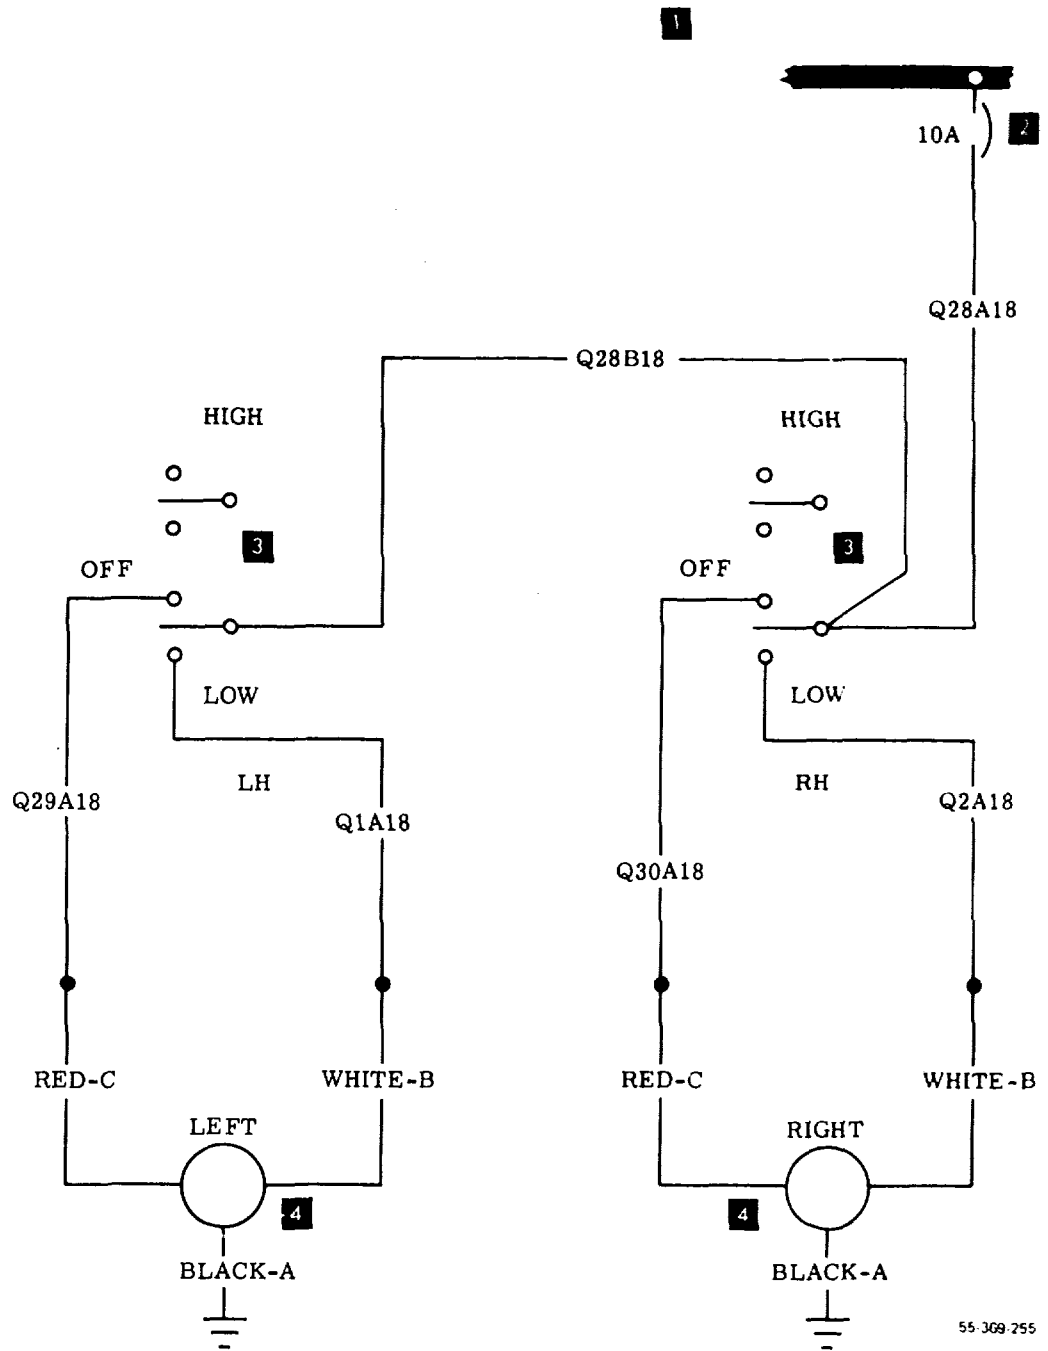 1
10A
2
Q28A18
Q28B18
HIGH
HIGH
3
3
OFF
OFF
LOW
LOW
LH
RH
Q29A18
Q1A18
Q2A18
Q30A18
RED-C
WHITE-B
RED-C
WHITE-B
LEFT
RIGHT
4
4
BLACK-A
BLACK-A
55-369-255